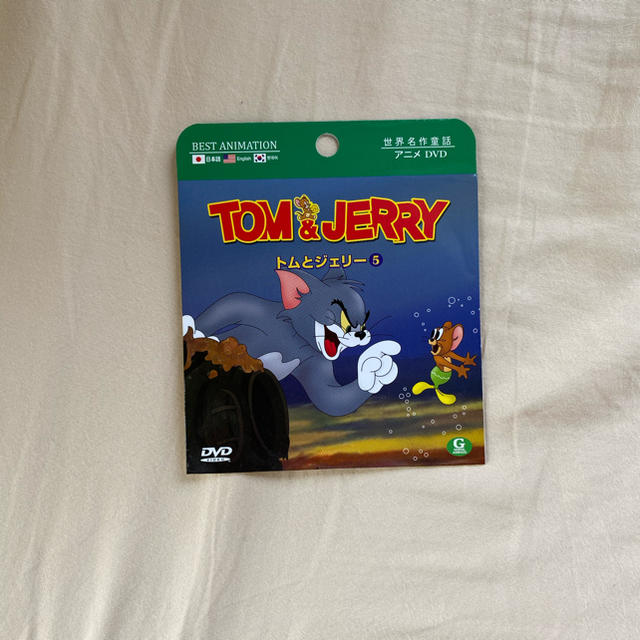 BEST ANIMATION
日本語 English 한국어
世界名作童話
アニメ DVD
TOM & JERRY
トムとジェリー 5
DVD
VIDEO
G